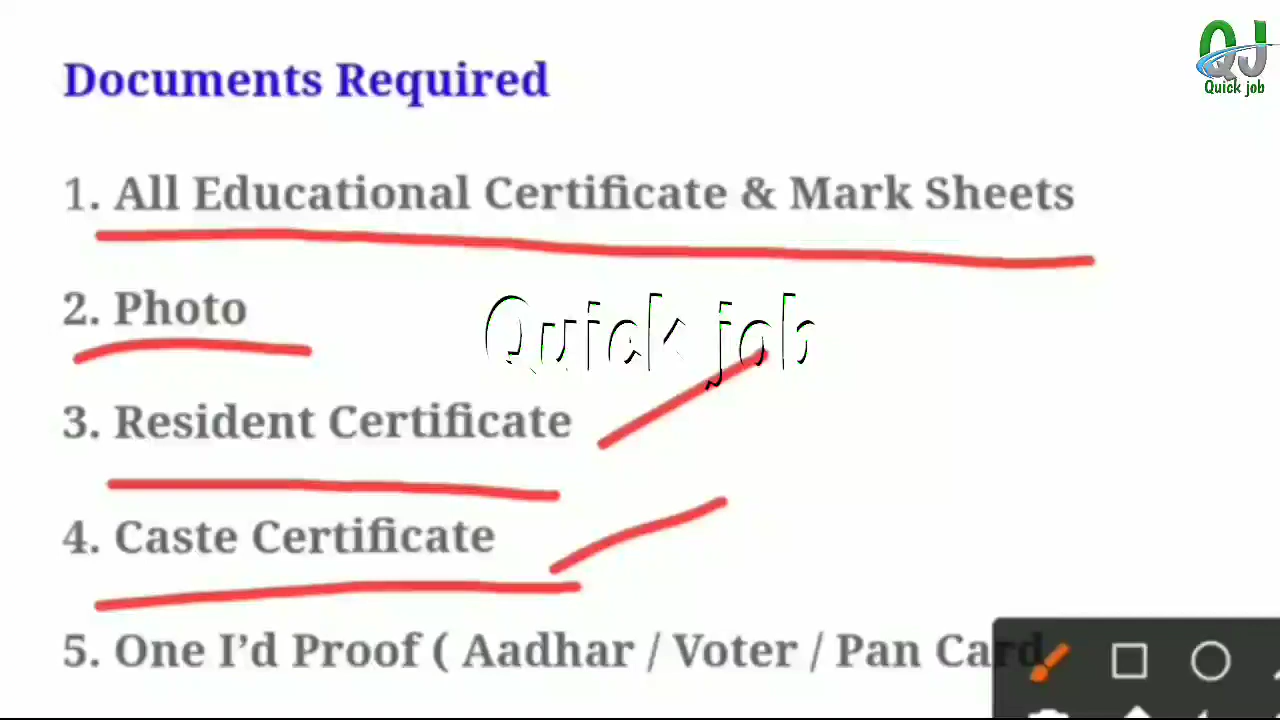 QJ
Quick job
Documents Required
1. All Educational Certificate & Mark Sheets
2. Photo
Quick job
3. Resident Certificate
4. Caste Certificate
5. One I’d Proof ( Aadhar / Voter / Pan Card